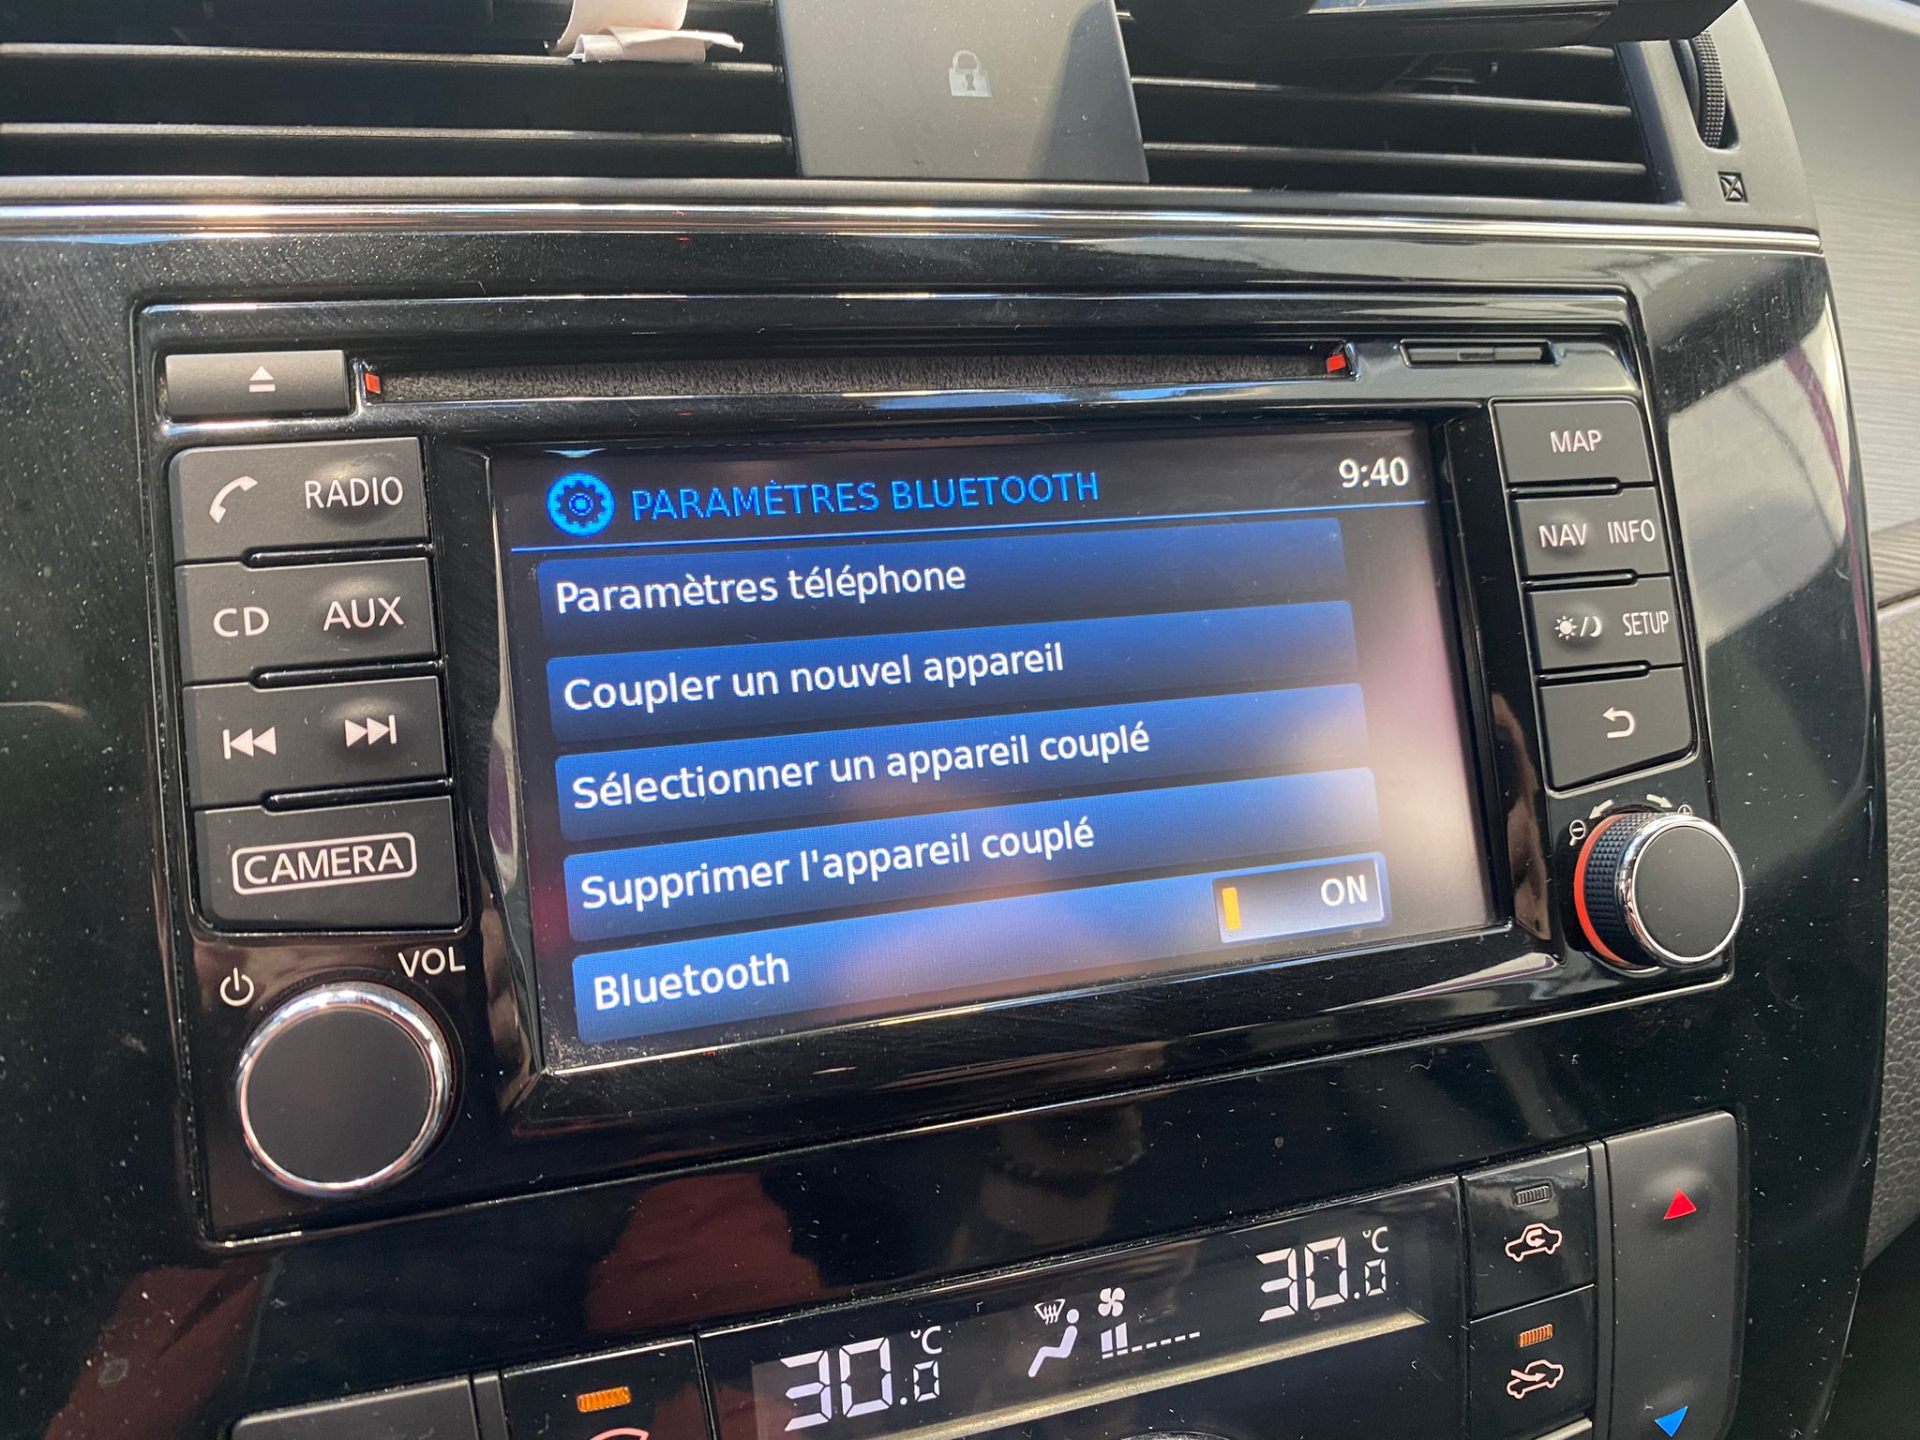 PARAMÈTRES BLUETOOTH 9:40
Paramètres téléphone
Coupler un nouvel appareil
Sélectionner un appareil couplé
Supprimer l'appareil couplé
Bluetooth ON
RADIO
CD AUX
CAMERA
VOL
MAP
NAV INFO
SETUP
30.0 °C
30.0 °C